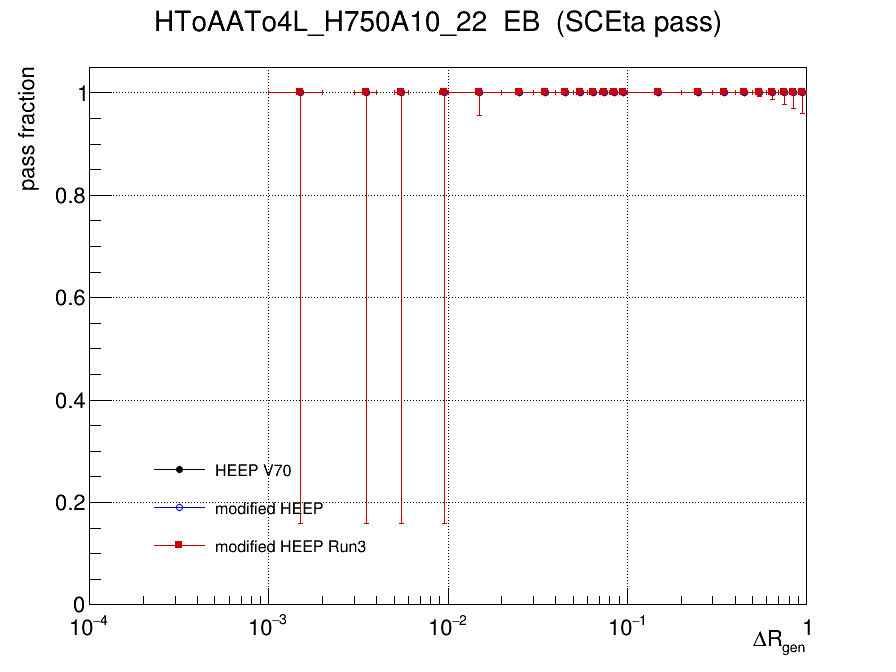 HToAATo4L_H750A10_22 EB (SCEta pass)
pass fraction
1
0.8
0.6
0.4
0.2
0
HEEP V70
modified HEEP
modified HEEP Run3
10⁻⁴ 10⁻³ 10⁻² 10⁻¹ 1
ΔR_gen